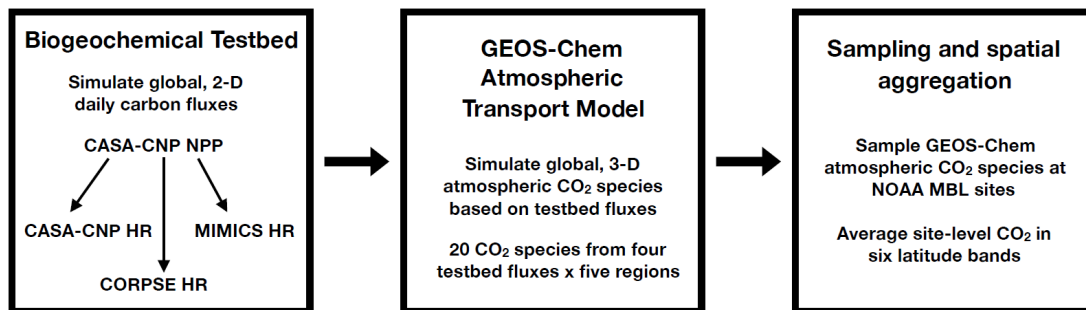 Biogeochemical Testbed
Simulate global, 2-D
daily carbon fluxes
CASA-CNP NPP
CASA-CNP HR
MIMICS HR
CORPSE HR
GEOS-Chem
Atmospheric
Transport Model
Simulate global, 3-D
atmospheric CO₂ species
based on testbed fluxes
20 CO₂ species from four
testbed fluxes x five regions
Sampling and spatial
aggregation
Sample GEOS-Chem
atmospheric CO₂ species at
NOAA MBL sites
Average site-level CO₂ in
six latitude bands